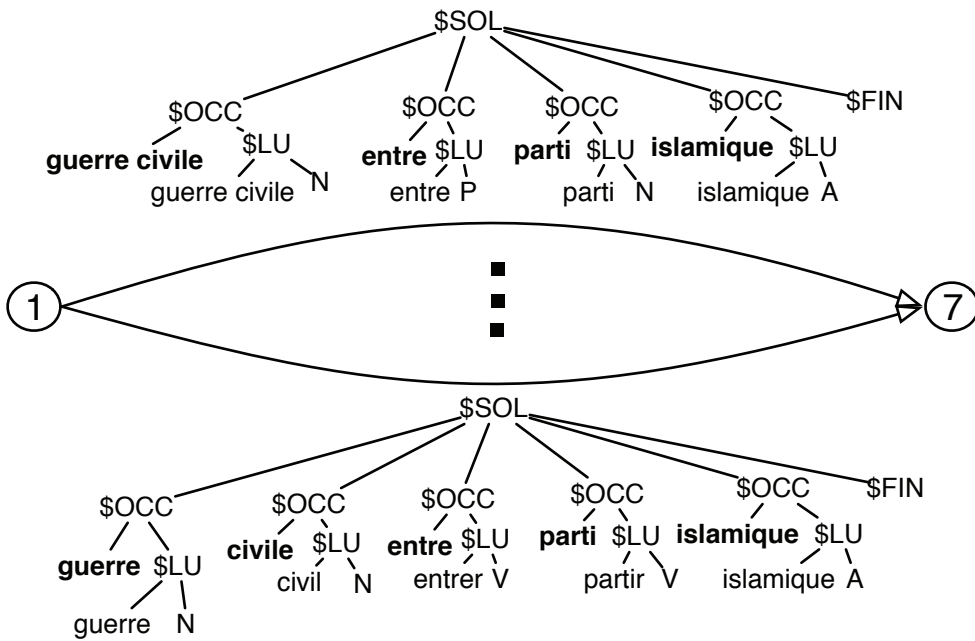 $SOL
$OCC $OCC $OCC $OCC $FIN
guerre civile $LU entre $LU parti $LU islamique $LU
guerre civile N entre P parti N islamique A
1 7
$SOL
$OCC $OCC $OCC $OCC $OCC $FIN
guerre $LU civile $LU entre $LU parti $LU islamique $LU
civil N entrer V partir V islamique A
guerre N